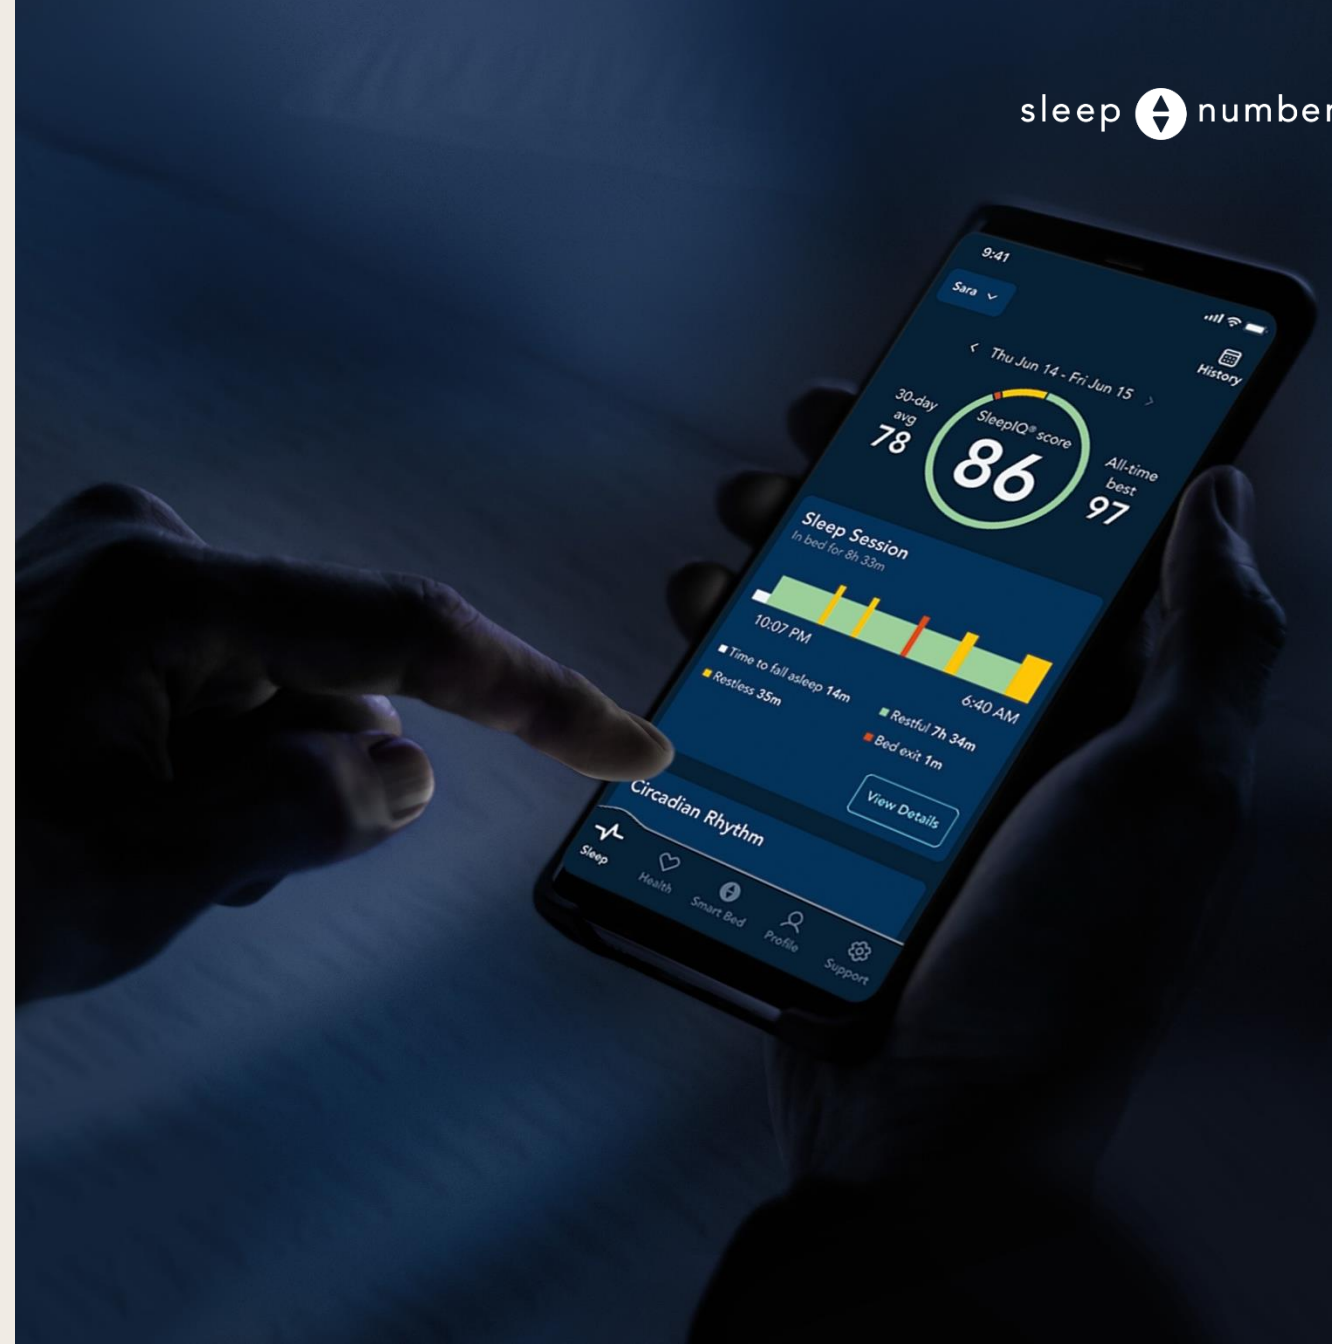 sleep number
9:41
Sara
History
Thu Jun 14 - Fri Jun 15
30-day
avg
78
SleepIQ® score
86
All-time
best
97
Sleep Session
In bed for 8h 33m
10:07 PM
6:40 AM
Time to fall asleep 14m
Restless 35m
Restful 7h 34m
Bed exit 1m
View Details
Circadian Rhythm
Sleep
Health
Smart Bed
Profile
Support